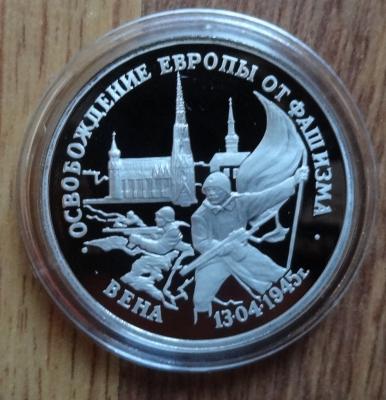 · ОСВОБОЖДЕНИЕ ЕВРОПЫ ОТ ФАШИЗМА ·
ВЕНА
13·04·1945г.